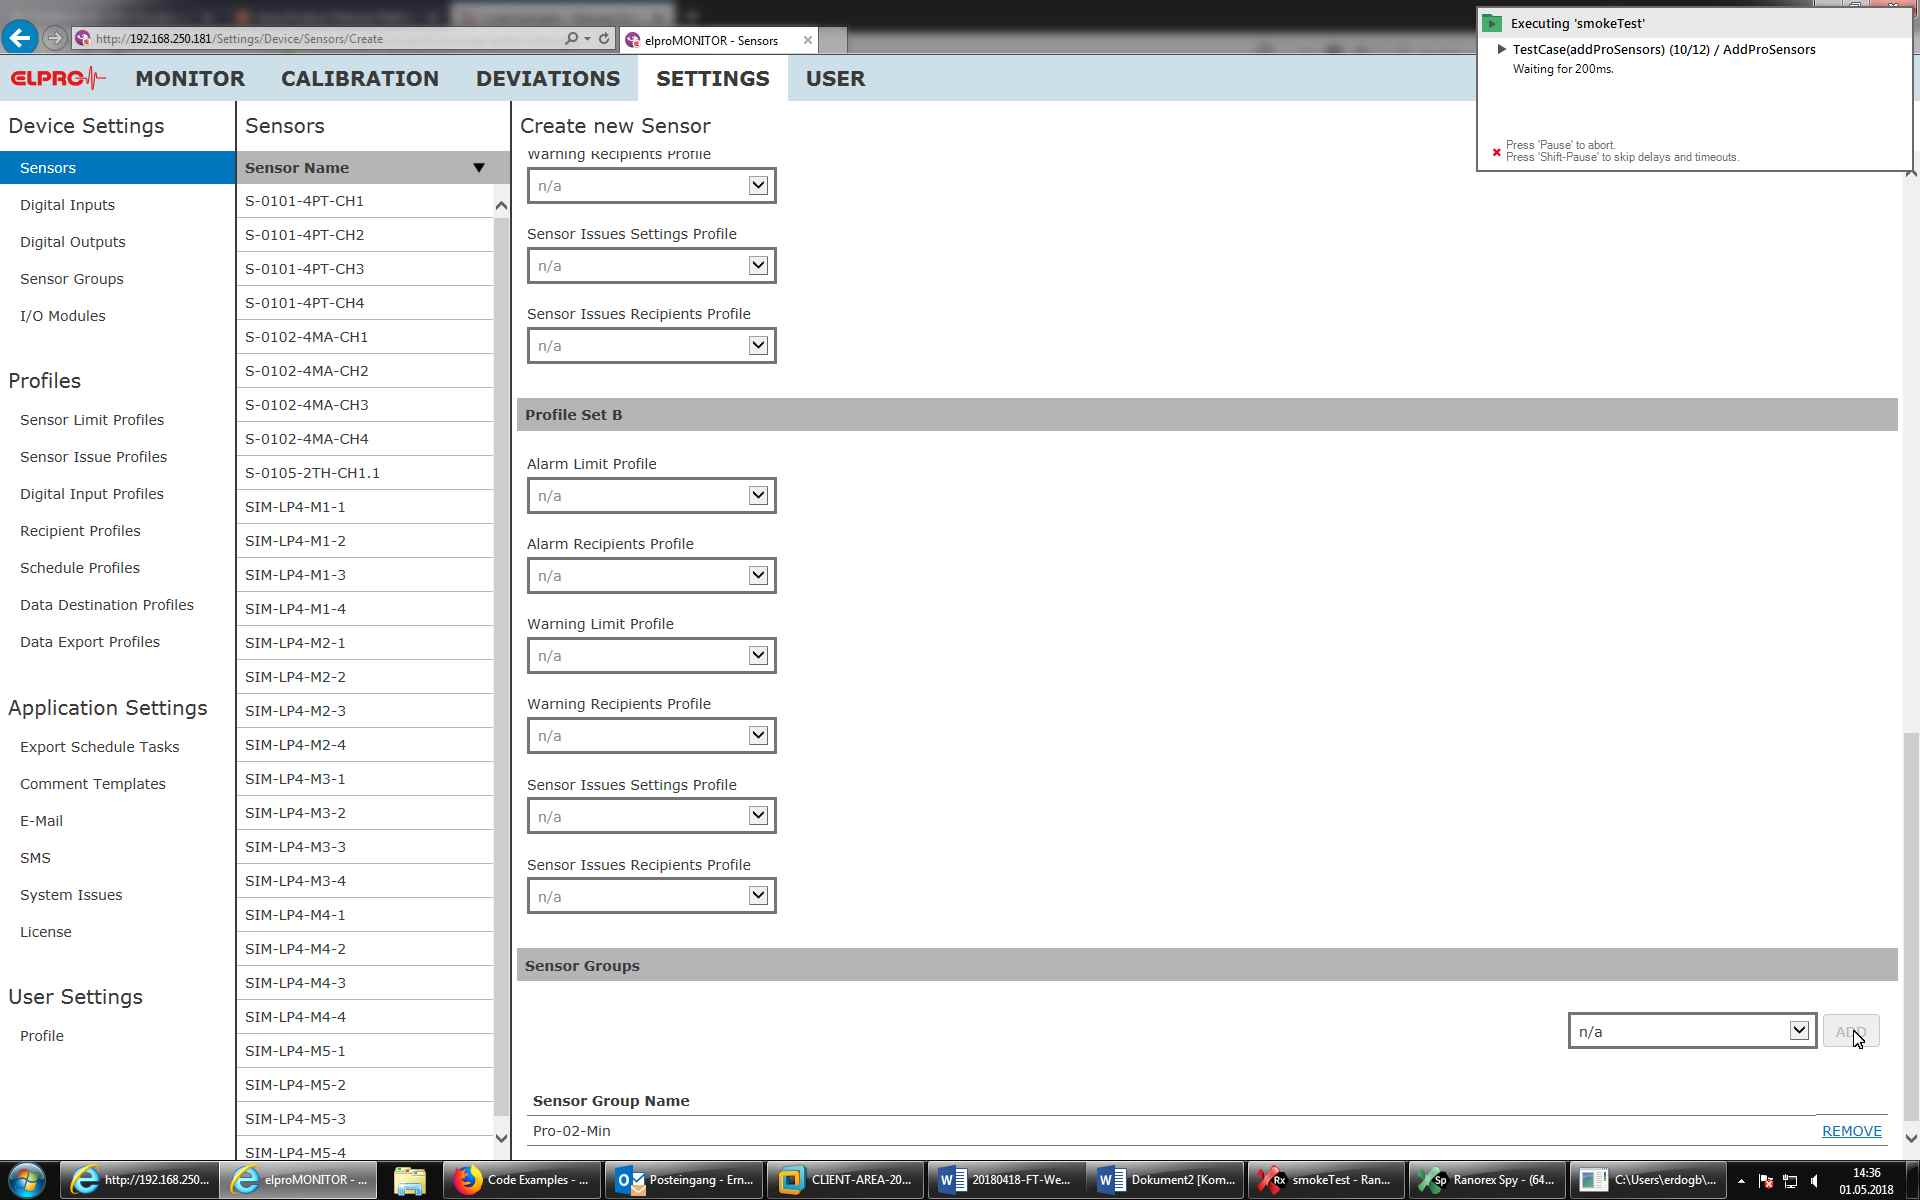 http://192.168.250.181/Settings/Device/Sensors/Create
elproMONITOR - Sensors
Executing 'smokeTest'
TestCase(addProSensors) (10/12) / AddProSensors
Waiting for 200ms.
Press 'Pause' to abort.
Press 'Shift-Pause' to skip delays and timeouts.
ELPRO
MONITOR
CALIBRATION
DEVIATIONS
SETTINGS
USER
Device Settings
Sensors
Digital Inputs
Digital Outputs
Sensor Groups
I/O Modules
Profiles
Sensor Limit Profiles
Sensor Issue Profiles
Digital Input Profiles
Recipient Profiles
Schedule Profiles
Data Destination Profiles
Data Export Profiles
Application Settings
Export Schedule Tasks
Comment Templates
E-Mail
SMS
System Issues
License
User Settings
Profile
Sensors
Sensor Name
S-0101-4PT-CH1
S-0101-4PT-CH2
S-0101-4PT-CH3
S-0101-4PT-CH4
S-0102-4MA-CH1
S-0102-4MA-CH2
S-0102-4MA-CH3
S-0102-4MA-CH4
S-0105-2TH-CH1.1
SIM-LP4-M1-1
SIM-LP4-M1-2
SIM-LP4-M1-3
SIM-LP4-M1-4
SIM-LP4-M2-1
SIM-LP4-M2-2
SIM-LP4-M2-3
SIM-LP4-M2-4
SIM-LP4-M3-1
SIM-LP4-M3-2
SIM-LP4-M3-3
SIM-LP4-M3-4
SIM-LP4-M4-1
SIM-LP4-M4-2
SIM-LP4-M4-3
SIM-LP4-M4-4
SIM-LP4-M5-1
SIM-LP4-M5-2
SIM-LP4-M5-3
SIM-LP4-M5-4
Create new Sensor
Warning Recipients Profile
n/a
Sensor Issues Settings Profile
n/a
Sensor Issues Recipients Profile
n/a
Profile Set B
Alarm Limit Profile
n/a
Alarm Recipients Profile
n/a
Warning Limit Profile
n/a
Warning Recipients Profile
n/a
Sensor Issues Settings Profile
n/a
Sensor Issues Recipients Profile
n/a
Sensor Groups
n/a
ADD
Sensor Group Name
Pro-02-Min
REMOVE
http://192.168.250...
elproMONITOR - ...
Code Examples - ...
Posteingang - Ern...
CLIENT-AREA-20...
20180418-FT-We...
Dokument2 [Kom...
smokeTest - Ran...
Ranorex Spy - (64...
C:\Users\erdogb\...
14:36
01.05.2018